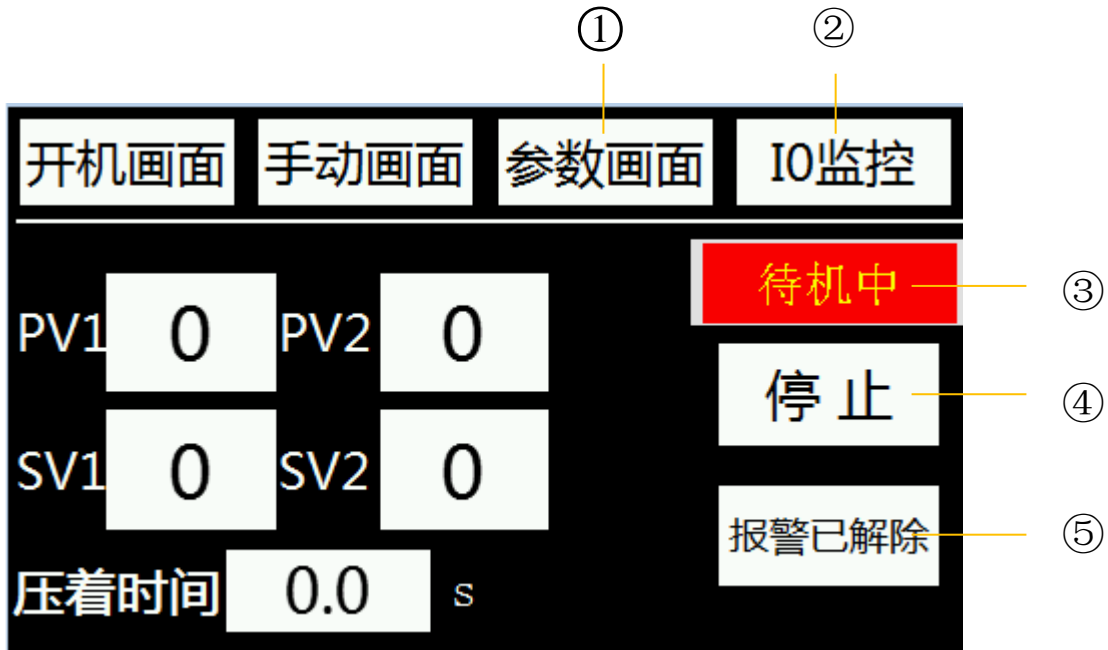 ① ②
开机画面 手动画面 参数画面 IO监控
待机中 ③
PV1 0 PV2 0
停 止 ④
SV1 0 SV2 0
报警已解除 ⑤
压着时间 0.0 s